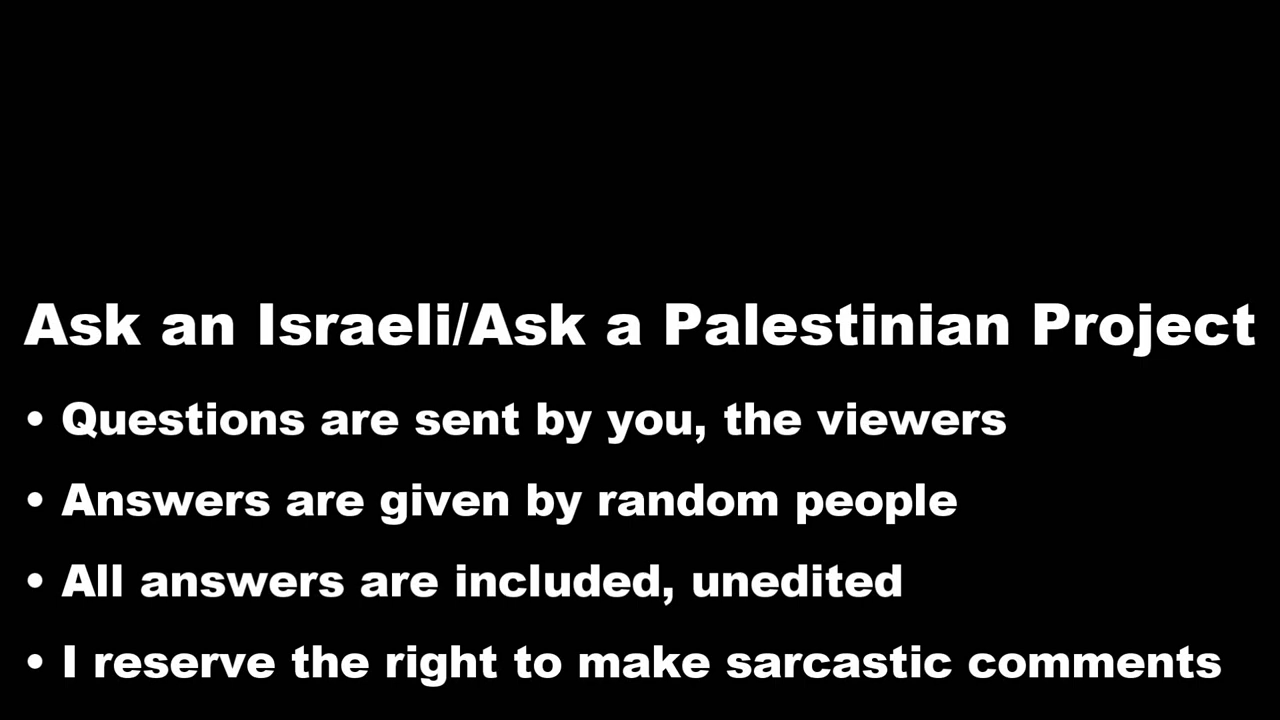 Ask an Israeli/Ask a Palestinian Project
• Questions are sent by you, the viewers
• Answers are given by random people
• All answers are included, unedited
• I reserve the right to make sarcastic comments